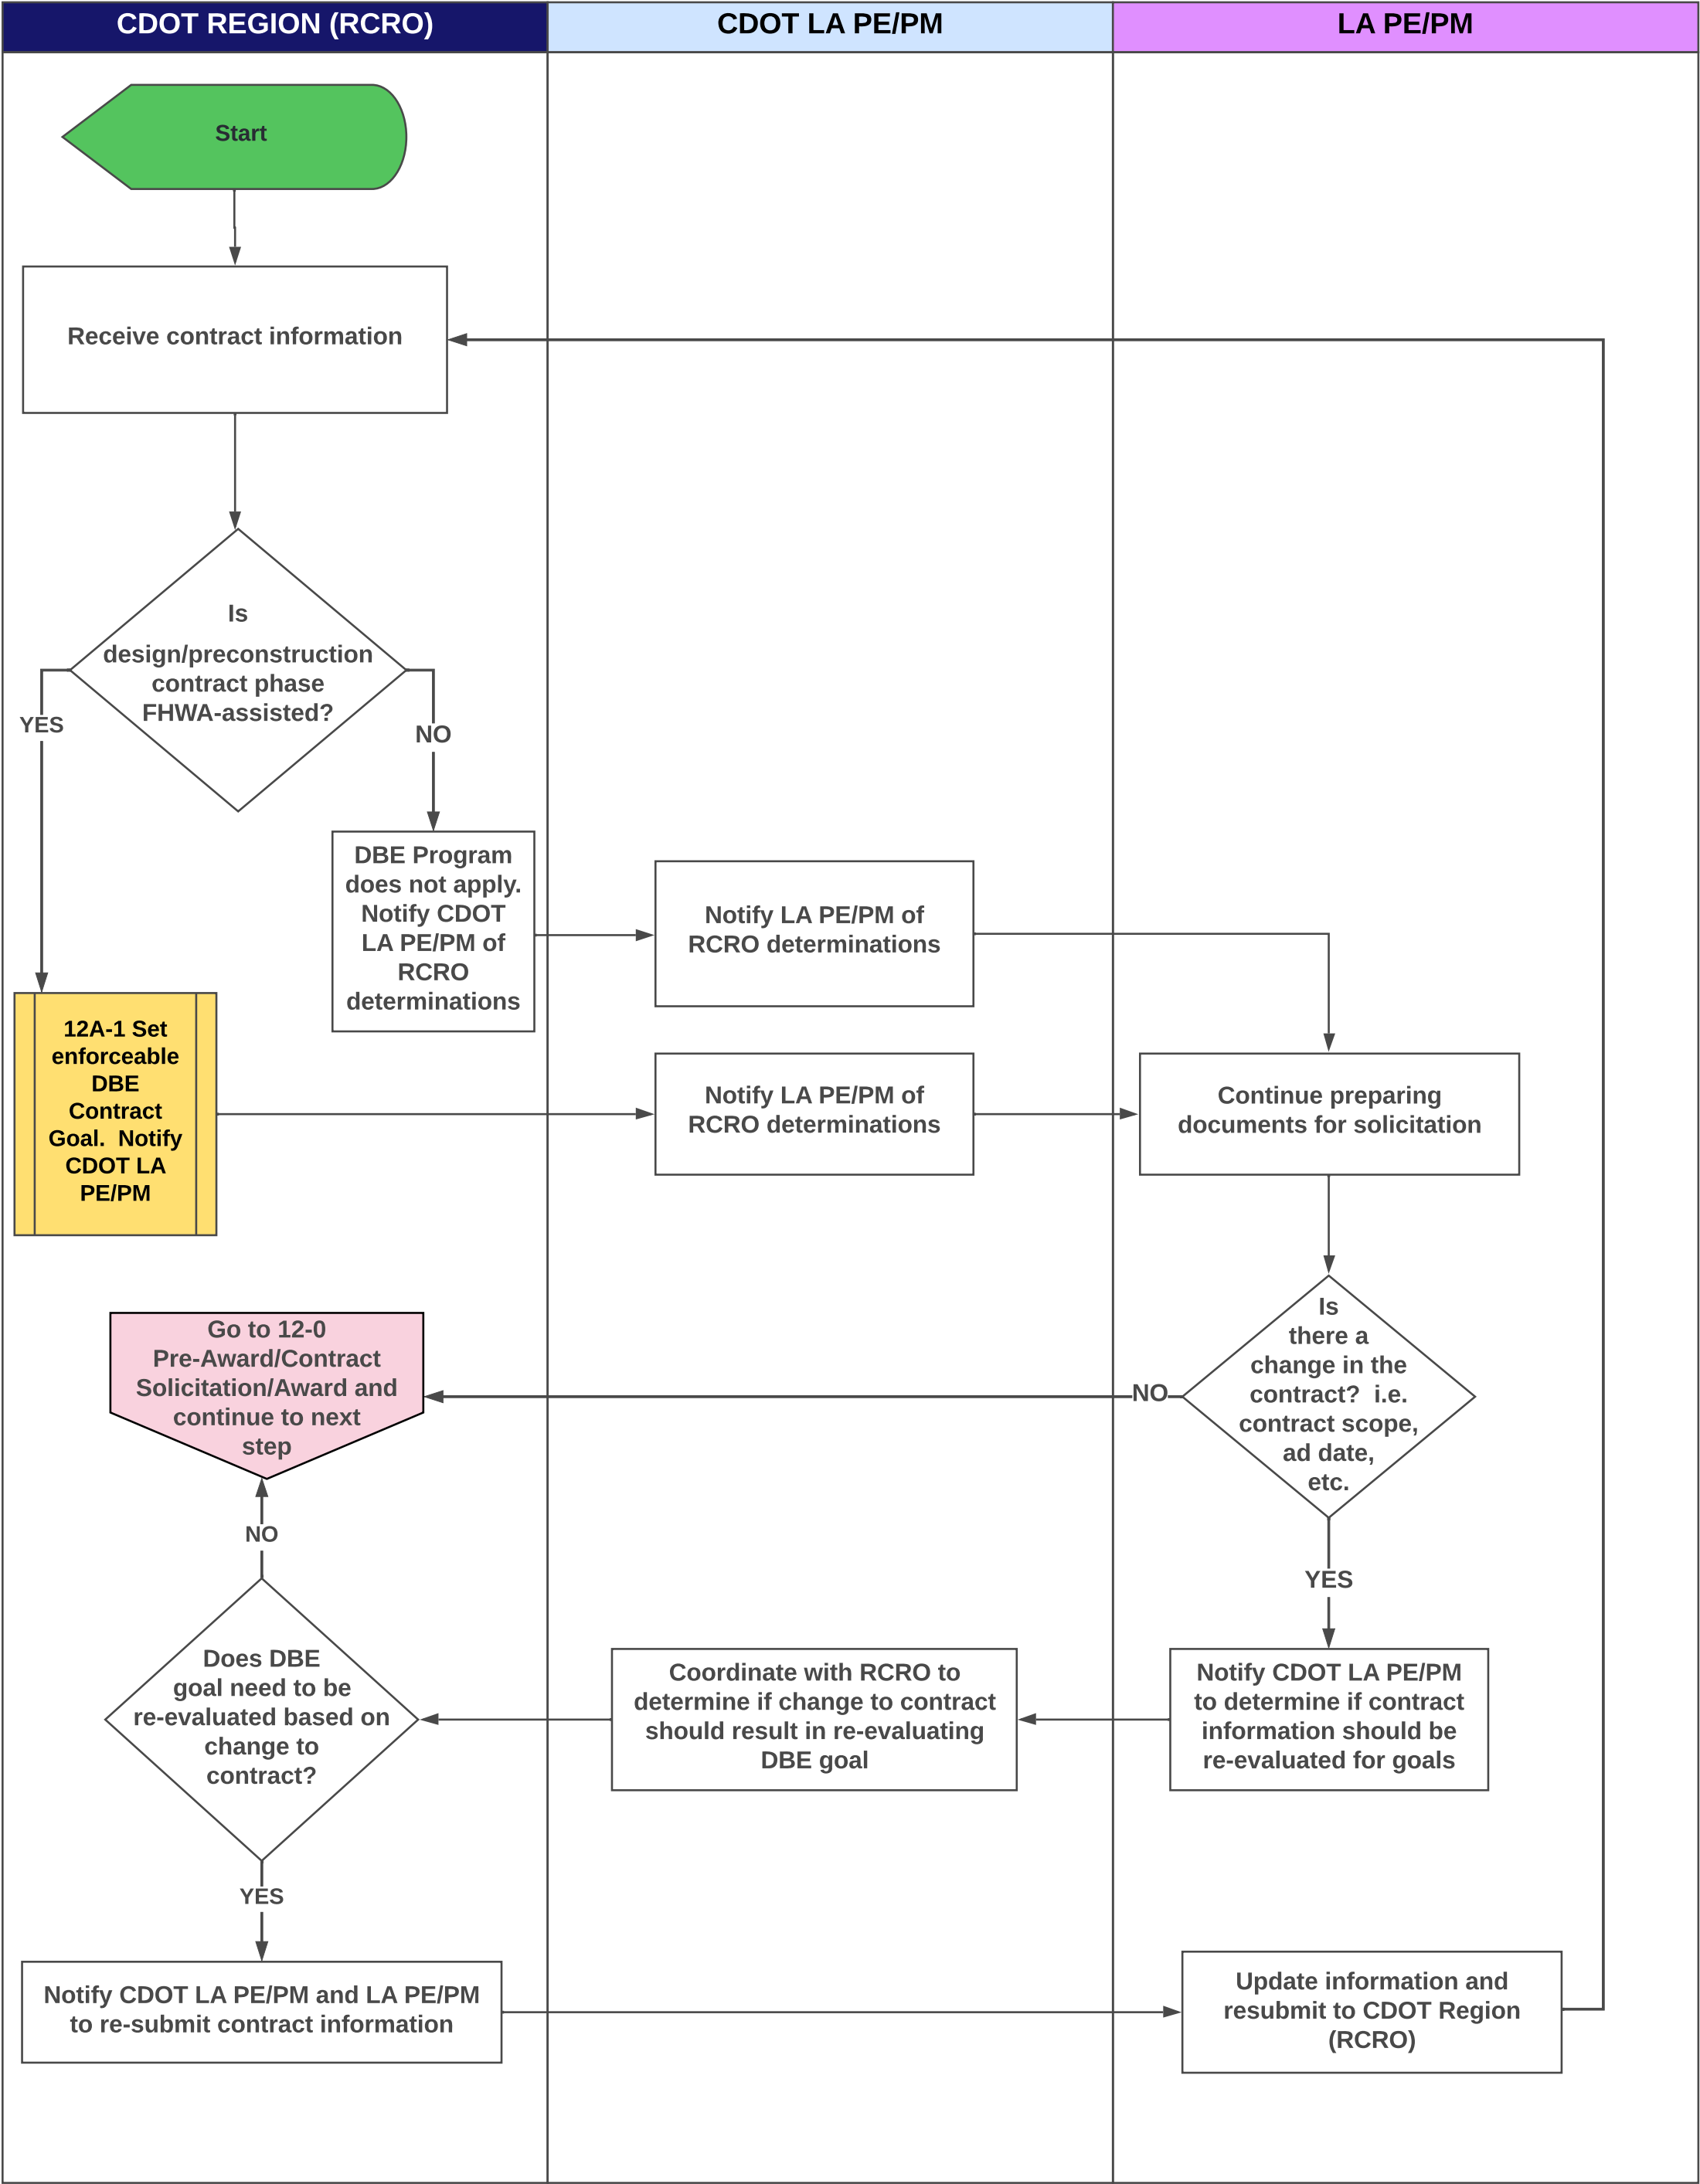 CDOT REGION (RCRO)
CDOT LA PE/PM
LA PE/PM
Start
Receive contract information
Is
design/preconstruction
contract phase
FHWA-assisted?
YES
NO
DBE Program
does not apply.
Notify CDOT
LA PE/PM of
RCRO
determinations
Notify LA PE/PM of
RCRO determinations
12A-1 Set
enforceable
DBE
Contract
Goal.  Notify
CDOT LA
PE/PM
Notify LA PE/PM of
RCRO determinations
Continue preparing
documents for solicitation
Is
there a
change in the
contract?  i.e.
contract scope,
ad date,
etc.
NO
Go to 12-0
Pre-Award/Contract
Solicitation/Award and
continue to next
step
YES
Notify CDOT LA PE/PM
to determine if contract
information should be
re-evaluated for goals
Coordinate with RCRO to
determine if change to contract
should result in re-evaluating
DBE goal
NO
Does DBE
goal need to be
re-evaluated based on
change to
contract?
YES
Notify CDOT LA PE/PM and LA PE/PM
to re-submit contract information
Update information and
resubmit to CDOT Region
(RCRO)